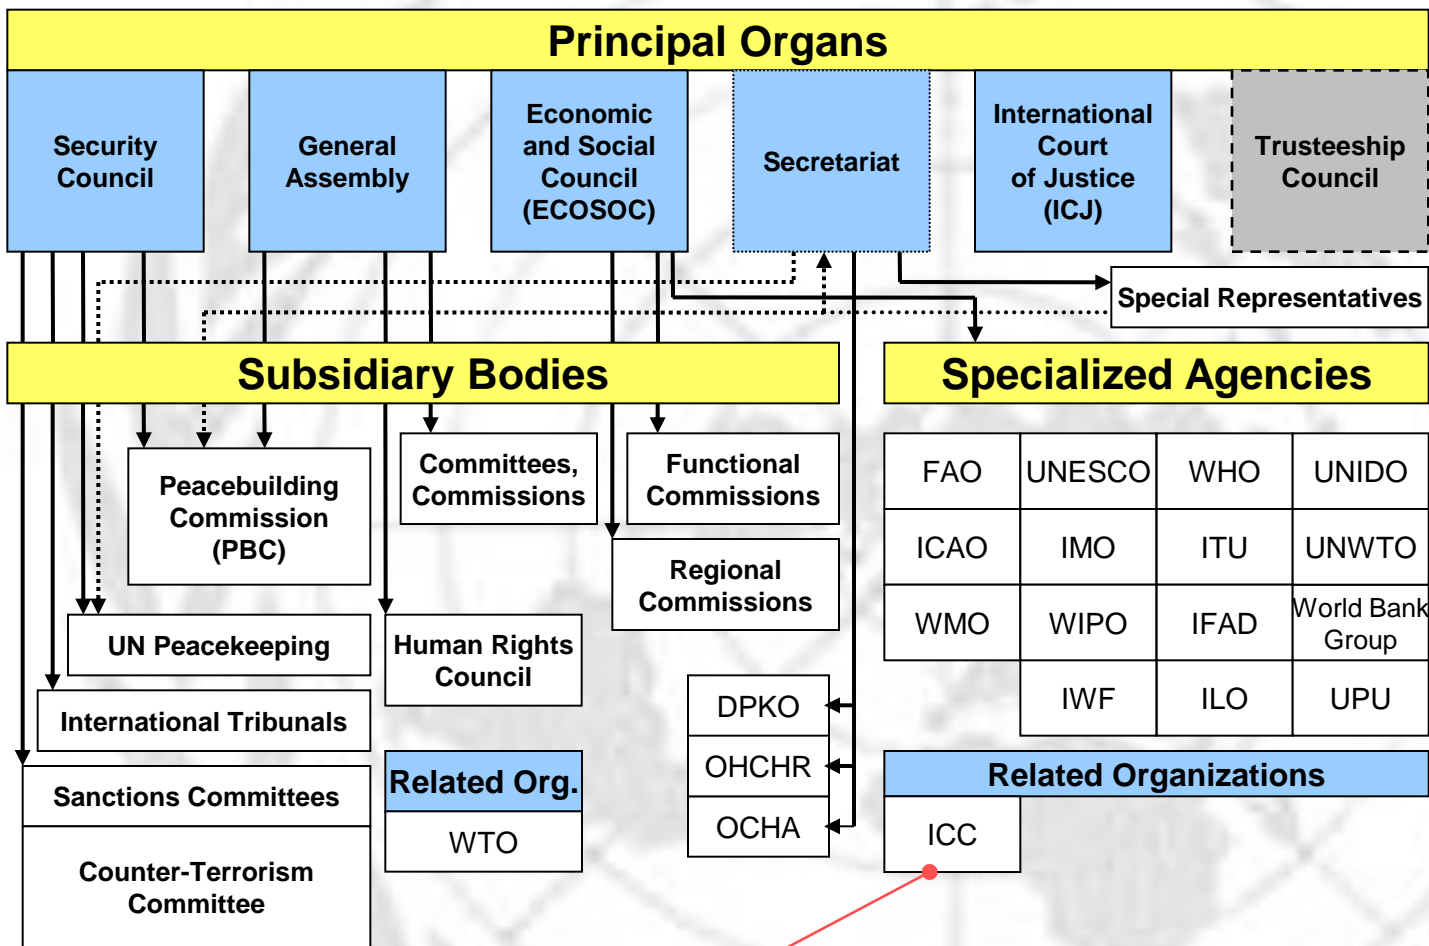 Principal Organs
Security
Council
General
Assembly
Economic
and Social
Council
(ECOSOC)
Secretariat
International
Court
of Justice
(ICJ)
Trusteeship
Council
Special Representatives
Subsidiary Bodies
Specialized Agencies
Peacebuilding
Commission
(PBC)
Committees,
Commissions
Functional
Commissions
Regional
Commissions
UN Peacekeeping
Human Rights
Council
International Tribunals
Sanctions Committees
Counter-Terrorism
Committee
Related Org.
WTO
DPKO
OHCHR
OCHA
FAO UNESCO WHO UNIDO
ICAO IMO ITU UNWTO
WMO WIPO IFAD World Bank
Group
IWF ILO UPU
Related Organizations
ICC